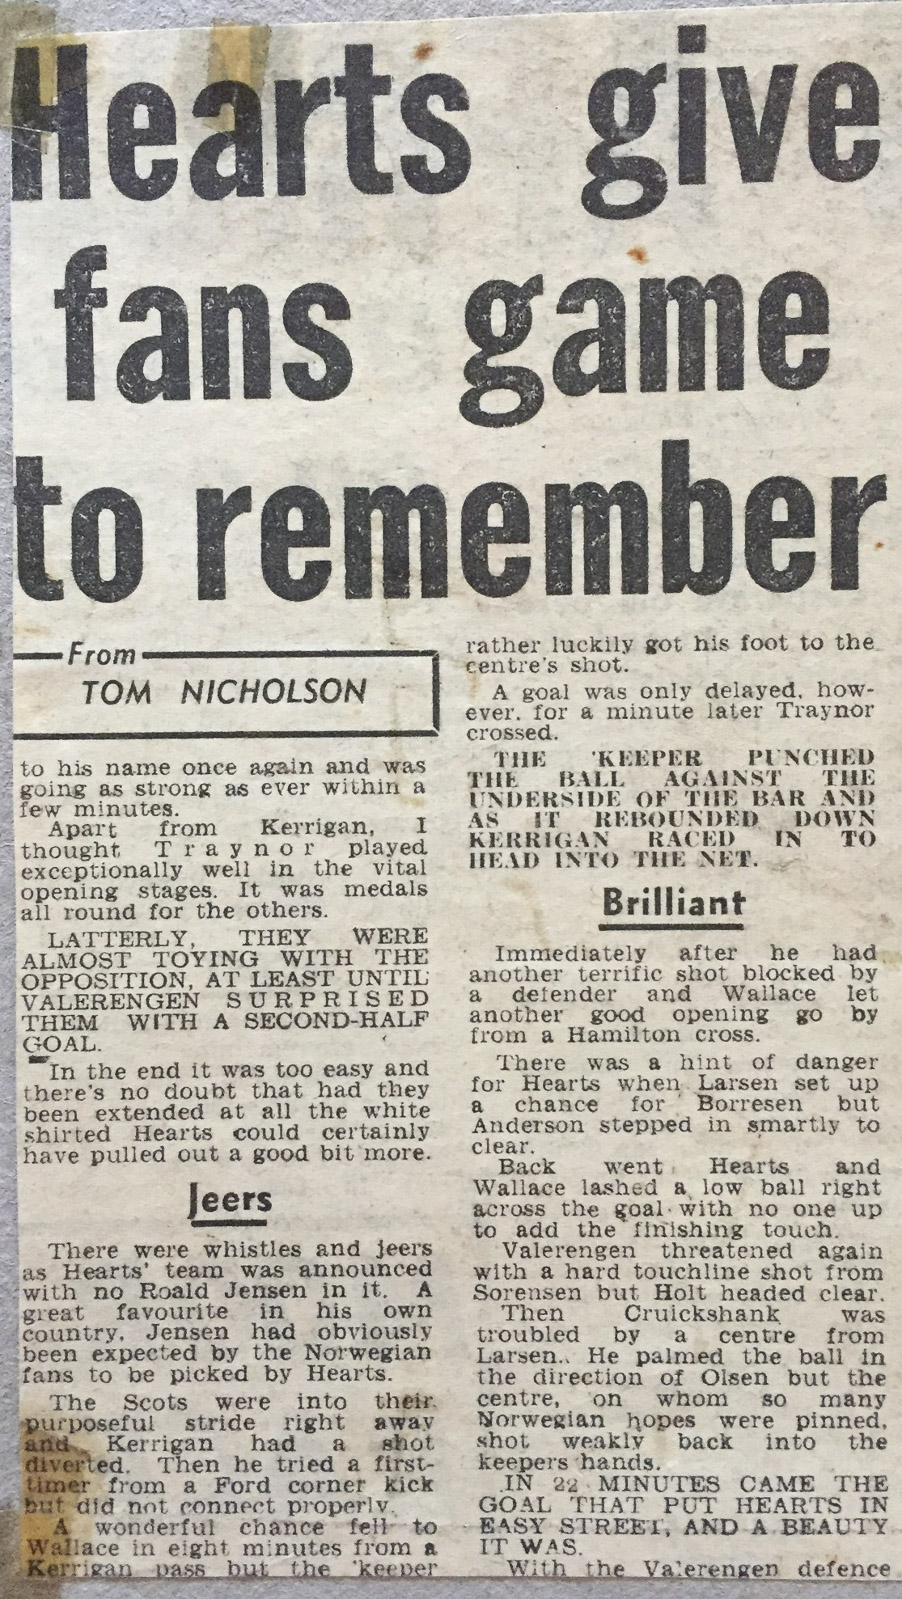 Hearts give
fans game
to remember
From
TOM NICHOLSON
to his name once again and was
going as strong as ever within a
few minutes.
Apart from Kerrigan, I
thought Traynor played
exceptionally well in the vital
opening stages. It was medals
all round for the others.
LATTERLY, THEY WERE
ALMOST TOYING WITH THE
OPPOSITION, AT LEAST UNTIL
VALERENGEN SURPRISED
THEM WITH A SECOND-HALF
GOAL.
In the end it was too easy and
there's no doubt that had they
been extended at all the white
shirted Hearts could certainly
have pulled out a good bit more.
Jeers
There were whistles and jeers
as Hearts' team was announced
with no Roald Jensen in it. A
great favourite in his own
country, Jensen had obviously
been expected by the Norwegian
fans to be picked by Hearts.
The Scots were into their
purposeful stride right away
and Kerrigan had a shot
diverted. Then he tried a first-
timer from a Ford corner kick
but did not connect properly.
A wonderful chance fell to
Wallace in eight minutes from a
Kerrigan pass but the 'keeper
rather luckily got his foot to the
centre's shot.
A goal was only delayed, how-
ever, for a minute later Traynor
crossed.
THE 'KEEPER PUNCHED
THE BALL AGAINST THE
UNDERSIDE OF THE BAR AND
AS IT REBOUNDED DOWN
KERRIGAN RACED IN TO
HEAD INTO THE NET.
Brilliant
Immediately after he had
another terrific shot blocked by
a defender and Wallace let
another good opening go by
from a Hamilton cross.
There was a hint of danger
for Hearts when Larsen set up
a chance for Borresen but
Anderson stepped in smartly to
clear.
Back went Hearts and
Wallace lashed a low ball right
across the goal with no one up
to add the finishing touch.
Valerengen threatened again
with a hard touchline shot from
Sorensen but Holt headed clear.
Then Cruickshank was
troubled by a centre from
Larsen. He palmed the ball in
the direction of Olsen but the
centre, on whom so many
Norwegian hopes were pinned,
shot weakly back into the
keepers hands.
IN 22 MINUTES CAME THE
GOAL THAT PUT HEARTS IN
EASY STREET, AND A BEAUTY
IT WAS.
With the Valerengen defence